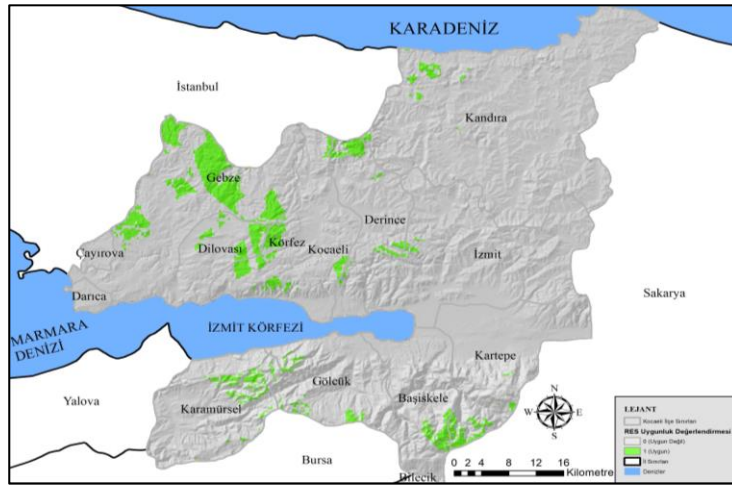 KARADENİZ
İstanbul
Kandıra
Gebze
Derince
Çayırova
Dilovası
Körfez
Kocaeli
İzmit
Darıca
Sakarya
MARMARA
DENİZİ
İZMİT KÖRFEZİ
Kartepe
Yalova
Gölcük
Karamürsel
Başiskele
Bursa
Bilecik
N
W
E
S
0 2 4 8 12 16
Kilometre
LEJANT
Kocaeli İlçe Sınırları
RES Uygunluk Değerlendirmesi
0 (Uygun Değil)
1 (Uygun)
İl Sınırları
Denizler